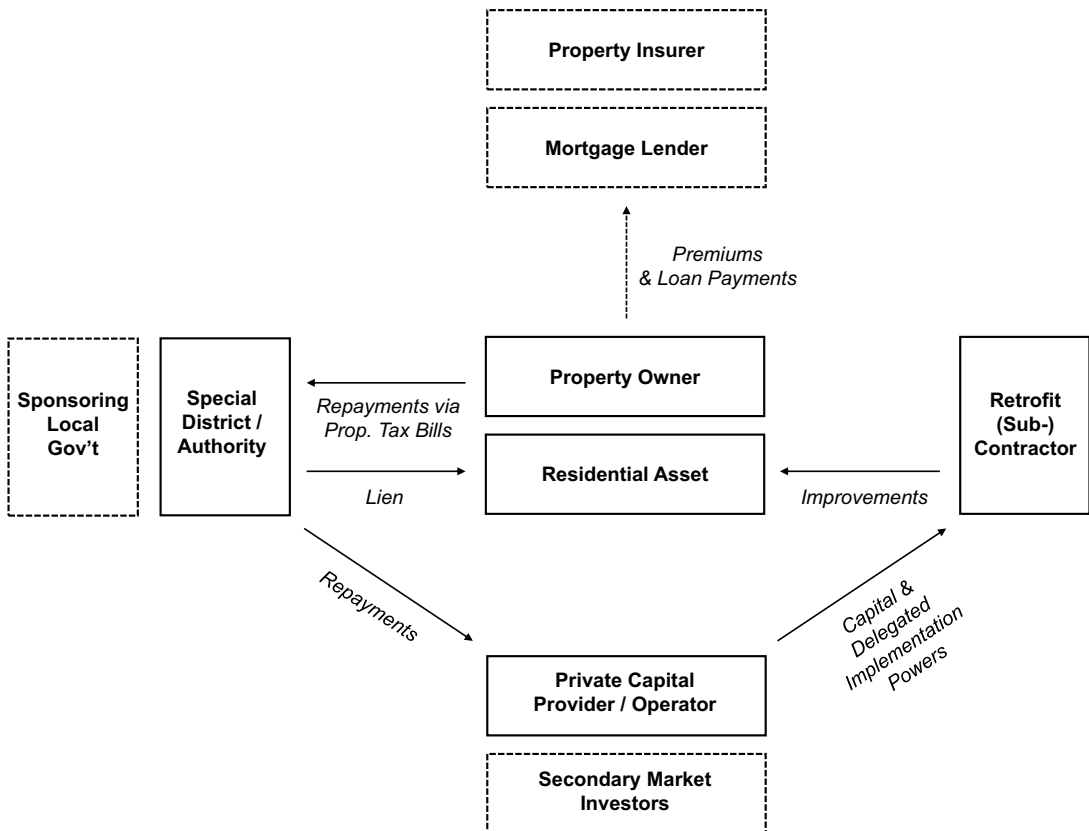 Property Insurer
Mortgage Lender
Premiums
& Loan Payments
Sponsoring
Local
Gov’t
Special
District /
Authority
Repayments via
Prop. Tax Bills
Lien
Property Owner
Residential Asset
Improvements
Retrofit
(Sub-)
Contractor
Repayments
Capital &
Delegated
Implementation
Powers
Private Capital
Provider / Operator
Secondary Market
Investors